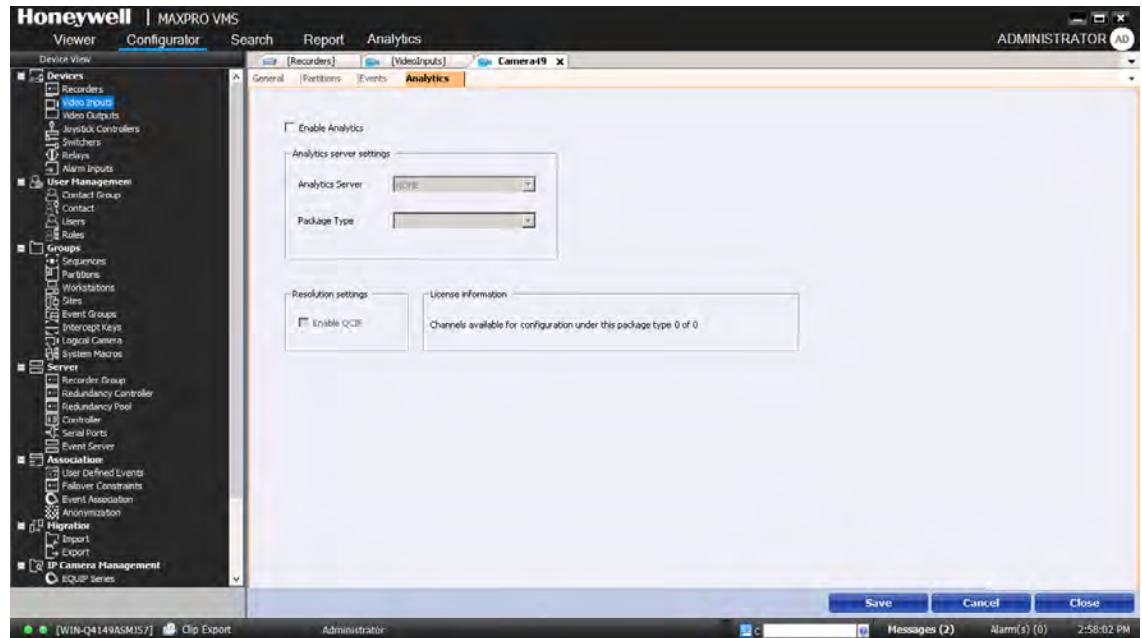 Honeywell | MAXPRO VMS
Viewer Configurator Search Report Analytics ADMINISTRATOR AD
Device View [Recorders] [VideoInputs] Camera49 X
General Partitions Events Analytics
Devices
Recorders
Video Inputs
Video Outputs
Joystick Controllers
Switchers
Relays
Alarm Inputs
User Management
Contact Group
Contact
Users
Roles
Groups
Sequences
Partitions
Workstations
Sites
Event Groups
Intercept Keys
Logical Camera
System Macros
Server
Recorder Group
Redundancy Controller
Redundancy Pool
Controller
Serial Ports
Event Server
Association
User Defined Events
Failover Constraints
Event Association
Anonymization
Migration
Import
Export
IP Camera Management
EQUIP Series
Enable Analytics
Analytics server settings
Analytics Server NONE
Package Type
Resolution settings
Enable QCIF
License information
Channels available for configuration under this package type 0 of 0
Save Cancel Close
[WIN-Q4149ASMJS7] Clip Export Administrator C Messages (2) Alarm(s) (0) 2:58:02 PM